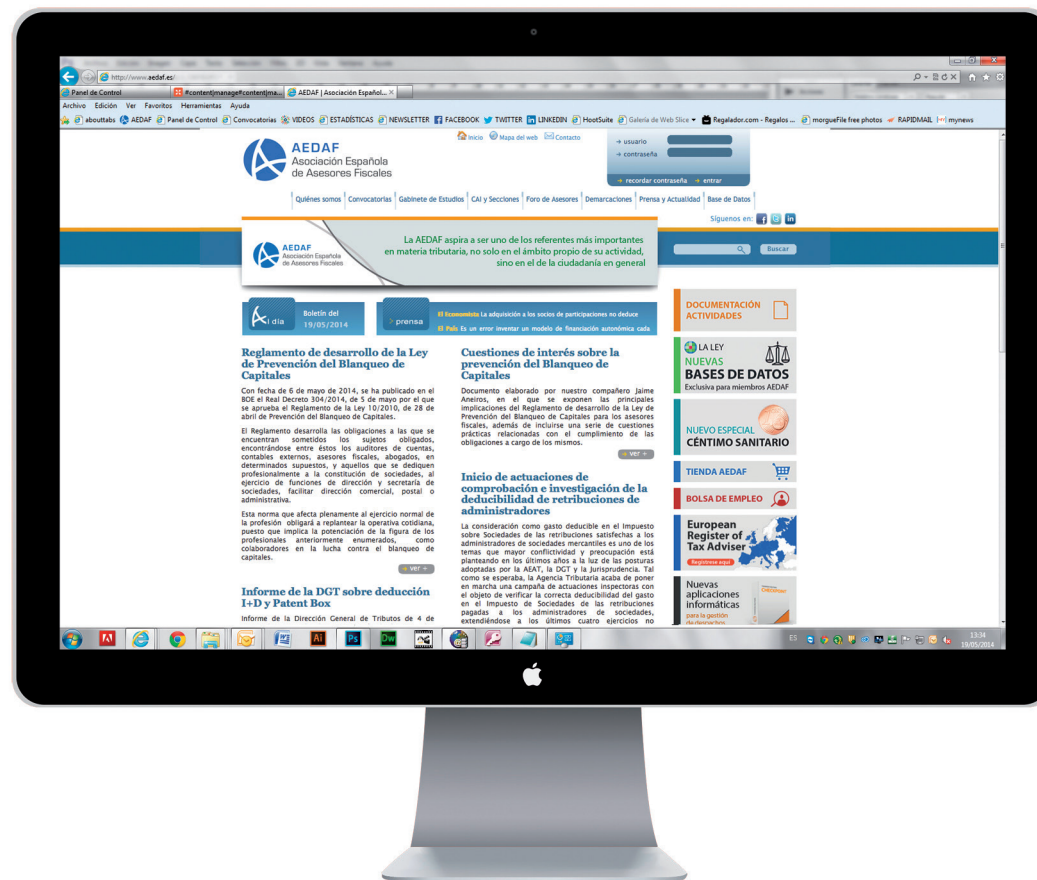 http://www.aedaf.es/
Panel de Control
#content|manage#content|ma...
AEDAF | Asociación Español...
Archivo Edición Ver Favoritos Herramientas Ayuda
abouttabs AEDAF Panel de Control Convocatorias VIDEOS ESTADÍSTICAS NEWSLETTER FACEBOOK TWITTER LINKEDIN HootSuite Galería de Web Slice Regalador.com - Regalos ... morgueFile free photos RAPIDMAIL mynews
Inicio Mapa del web Contacto
AEDAF
Asociación Española
de Asesores Fiscales
usuario
contraseña
recordar contraseña entrar
Quiénes somos Convocatorias Gabinete de Estudios CAI y Secciones Foro de Asesores Demarcaciones Prensa y Actualidad Base de Datos
Síguenos en:
AEDAF
Asociación Española
de Asesores Fiscales
La AEDAF aspira a ser uno de los referentes más importantes
en materia tributaria, no solo en el ámbito propio de su actividad,
sino en el de la ciudadanía en general
Buscar
Al día
Boletín del
19/05/2014
> prensa
El Economista La adquisición a los socios de participaciones no deduce
El País Es un error inventar un modelo de financiación autonómica cada
Reglamento de desarrollo de la Ley
de Prevención del Blanqueo de
Capitales
Con fecha de 6 de mayo de 2014, se ha publicado en el
BOE el Real Decreto 304/2014, de 5 de mayo por el que
se aprueba el Reglamento de la Ley 10/2010, de 28 de
abril de Prevención del Blanqueo de Capitales.
El Reglamento desarrolla las obligaciones a las que se
encuentran sometidos los sujetos obligados,
encontrándose entre éstos los auditores de cuentas,
contables externos, asesores fiscales, abogados, en
determinados supuestos, y aquellos que se dediquen
profesionalmente a la constitución de sociedades, al
ejercicio de funciones de dirección y secretaría de
sociedades, facilitar dirección comercial, postal o
administrativa.
Esta norma que afecta plenamente al ejercicio normal de
la profesión obligará a replantear la operativa cotidiana,
puesto que implica la potenciación de la figura de los
profesionales anteriormente enumerados, como
colaboradores en la lucha contra el blanqueo de
capitales.
ver +
Informe de la DGT sobre deducción
I+D y Patent Box
Informe de la Dirección General de Tributos de 4 de
Cuestiones de interés sobre la
prevención del Blanqueo de
Capitales
Documento elaborado por nuestro compañero Jaime
Aneiros, en el que se exponen las principales
implicaciones del Reglamento de desarrollo de la Ley de
Prevención del Blanqueo de Capitales para los asesores
fiscales, además de incluirse una serie de cuestiones
prácticas relacionadas con el cumplimiento de las
obligaciones a cargo de los mismos.
ver +
Inicio de actuaciones de
comprobación e investigación de la
deducibilidad de retribuciones de
administradores
La consideración como gasto deducible en el Impuesto
sobre Sociedades de las retribuciones satisfechas a los
administradores de sociedades mercantiles es uno de los
temas que mayor conflictividad y preocupación está
planteando en los últimos años a la luz de las posturas
adoptadas por la AEAT, la DGT y la Jurisprudencia. Tal
como se esperaba, la Agencia Tributaria acaba de poner
en marcha una campaña de actuaciones inspectoras con
el objeto de verificar la correcta deducibilidad del gasto
en el Impuesto de Sociedades de las retribuciones
pagadas a los administradores de sociedades,
extendiéndose a los últimos cuatro ejercicios no
DOCUMENTACIÓN
ACTIVIDADES
LA LEY
NUEVAS
BASES DE DATOS
Exclusiva para miembros AEDAF
NUEVO ESPECIAL
CÉNTIMO SANITARIO
TIENDA AEDAF
BOLSA DE EMPLEO
European
Register of
Tax Adviser
Regístrese aquí
Nuevas
aplicaciones
informáticas
para la gestión
de despachos
CHECKPOINT
Ai Ps Dw
ES
13:34
19/05/2014